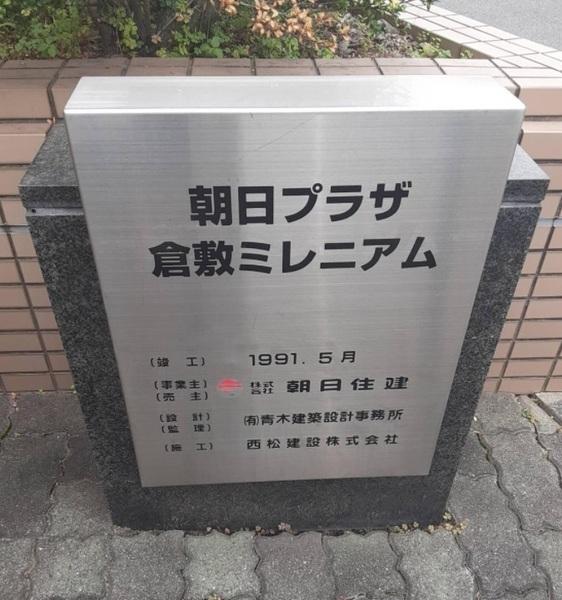 朝日プラザ
倉敷ミレニアム
(竣工) 1991.5月
(事業主)(売主) 株式会社 朝日住建
(設計)(監理) (有)青木建築設計事務所
(施工) 西松建設株式会社